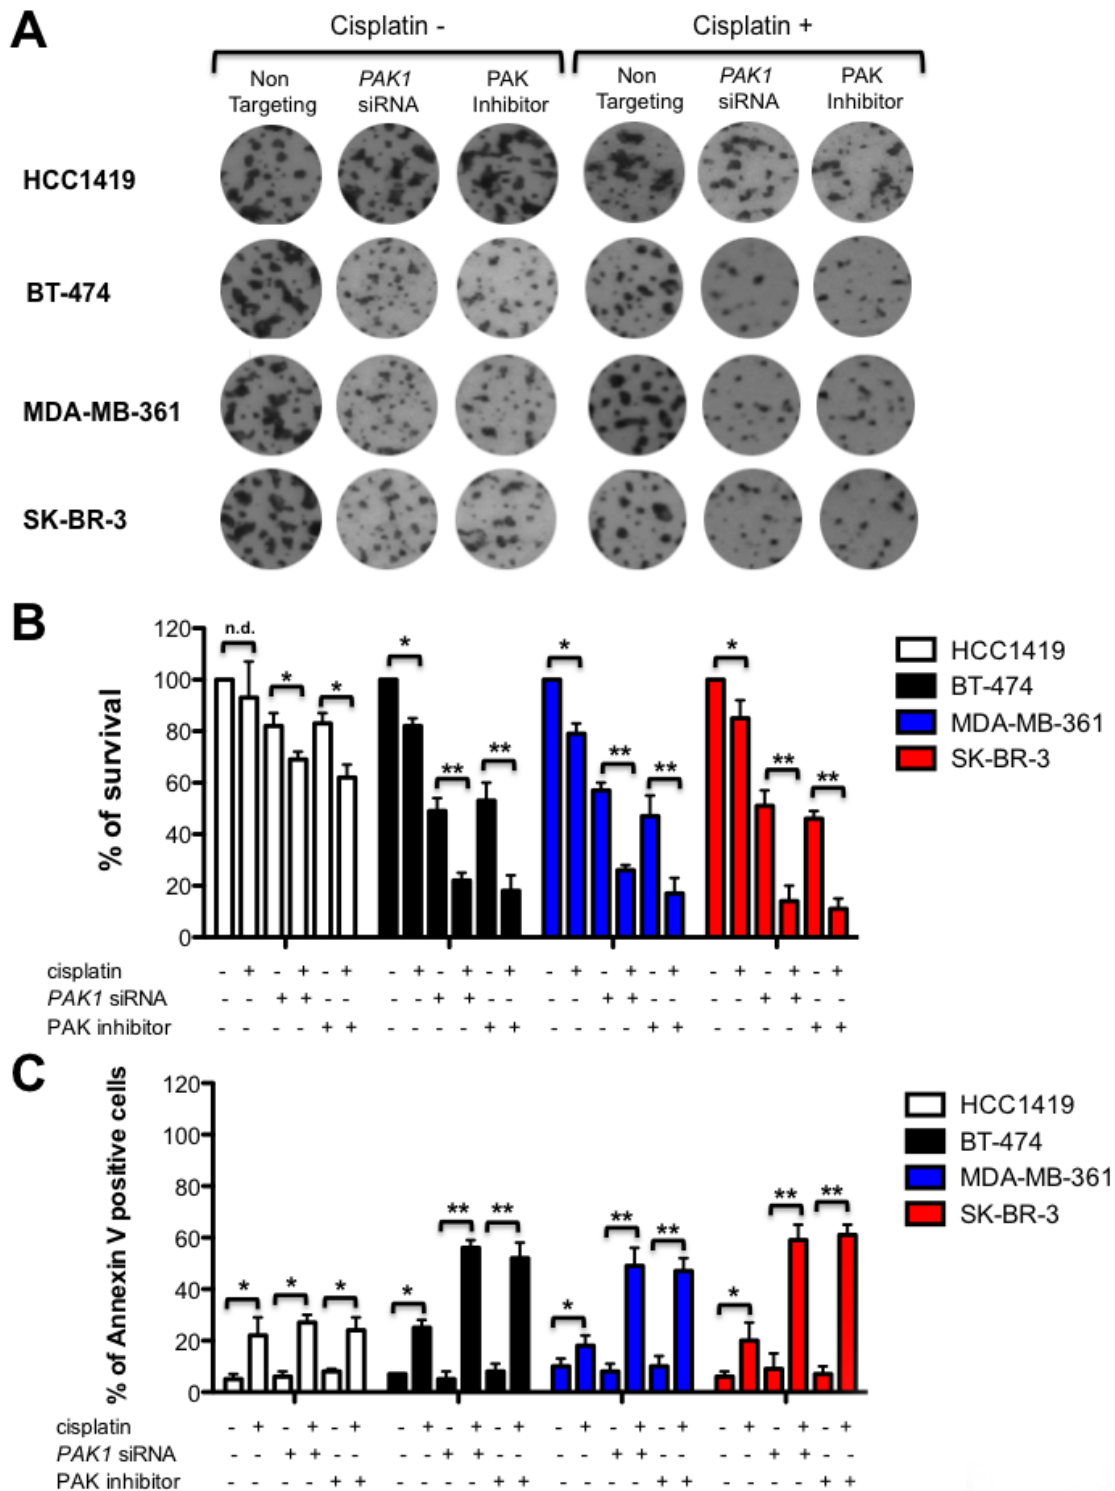 A
Cisplatin - Cisplatin +
Non Targeting PAK1 siRNA PAK Inhibitor Non Targeting PAK1 siRNA PAK Inhibitor
HCC1419
BT-474
MDA-MB-361
SK-BR-3
B
% of survival
120
100
80
60
40
20
0
n.d. * * * ** ** * ** ** * ** **
HCC1419
BT-474
MDA-MB-361
SK-BR-3
cisplatin - + - + - + - + - + - + - + - + - + - + - + - +
PAK1 siRNA - - + + - - - - + + - - - - + + - - - - + + - -
PAK inhibitor - - - - + + - - - - + + - - - - + + - - - - + +
C
% of Annexin V positive cells
120
100
80
60
40
20
0
* * * * ** ** * ** ** * ** **
HCC1419
BT-474
MDA-MB-361
SK-BR-3
cisplatin - + - + - + - + - + - + - + - + - + - + - + - +
PAK1 siRNA - - + + - - - - + + - - - - + + - - - - + + - -
PAK inhibitor - - - - + + - - - - + + - - - - + + - - - - + +